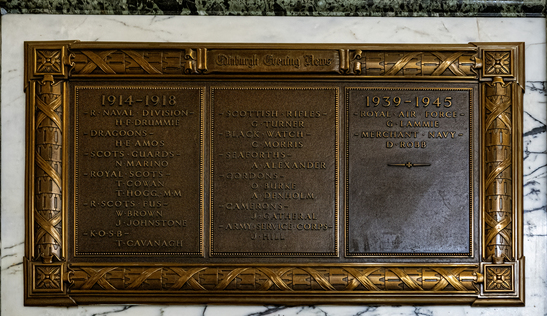 Edinburgh Evening News
1914-1918
-R. NAVAL DIVISION-
H·F·DRUMMIE
-DRAGOONS-
H·E·AMOS
-SCOTS·GUARDS-
N·MARINO
-ROYAL·SCOTS-
T·COWAN
T·HOGG M·M
-R·SCOTS·FUS-
W·BROWN
J·JOHNSTONE
-K·O·S·B-
T·CAVANAGH
-SCOTTISH·RIFLES-
G·TURNER
BLACK·WATCH-
G·MORRIS
SEAFORTHS-
A·ALEXANDER
-GORDONS-
D·BURKE
A·DENHOLM
-CAMERONS-
J·CATHERAL
-ARMY·SERVICE·CORPS-
J·HILL
1939-1945
-ROYAL AIR FORCE-
G·LAMMIE
-MERCHANT NAVY-
D·ROBB